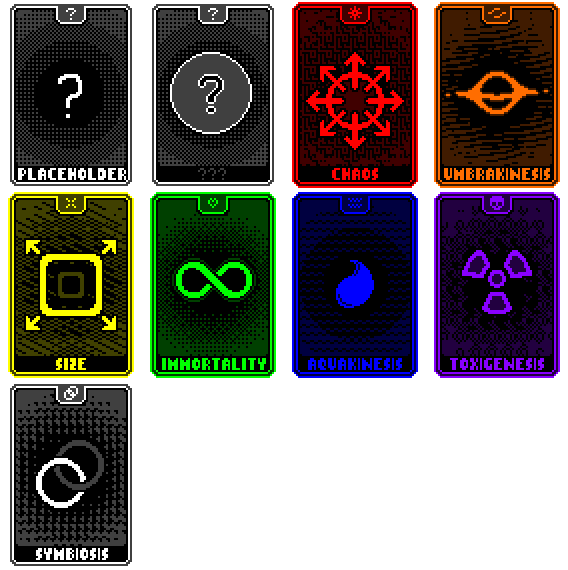 ?
?
PLACEHOLDER
?
?
???
CHAOS
UMBRAKINESIS
SIZE
IMMORTALITY
AQUAKINESIS
TOXIGENESIS
SYMBIOSIS